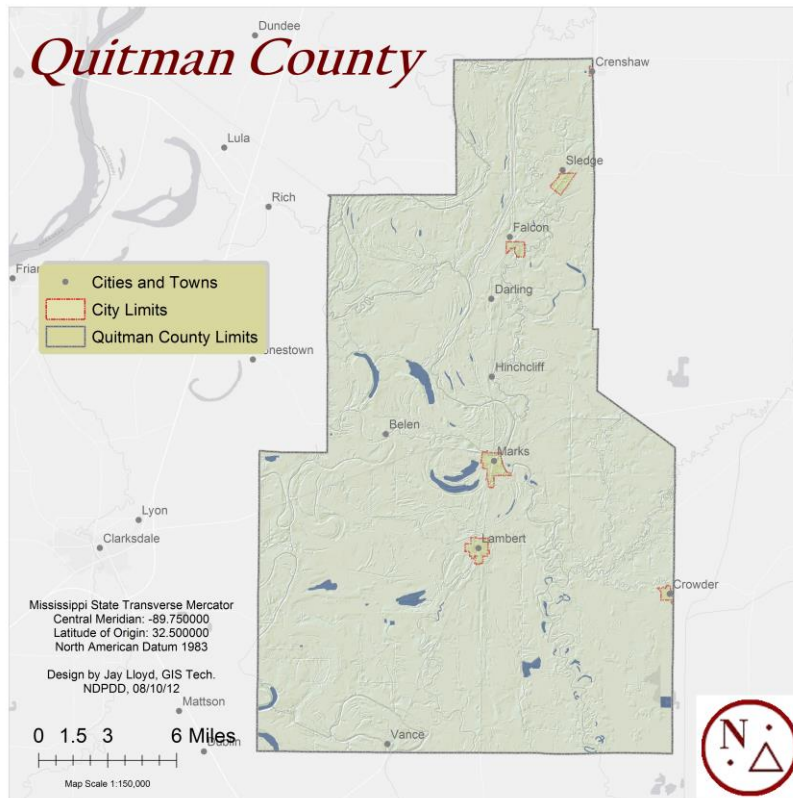 Quitman County
Dundee
Crenshaw
Lula
Sledge
Rich
Falcon
Cities and Towns
City Limits
Quitman County Limits
Darling
Hinchcliff
Belen
Marks
Lyon
Clarksdale
Lambert
Crowder
Mississippi State Transverse Mercator
Central Meridian: -89.750000
Latitude of Origin: 32.500000
North American Datum 1983
Design by Jay Lloyd, GIS Tech.
NDPDD, 08/10/12
Mattson
Vance
0 1.5 3 6 Miles
Map Scale 1:150,000
N